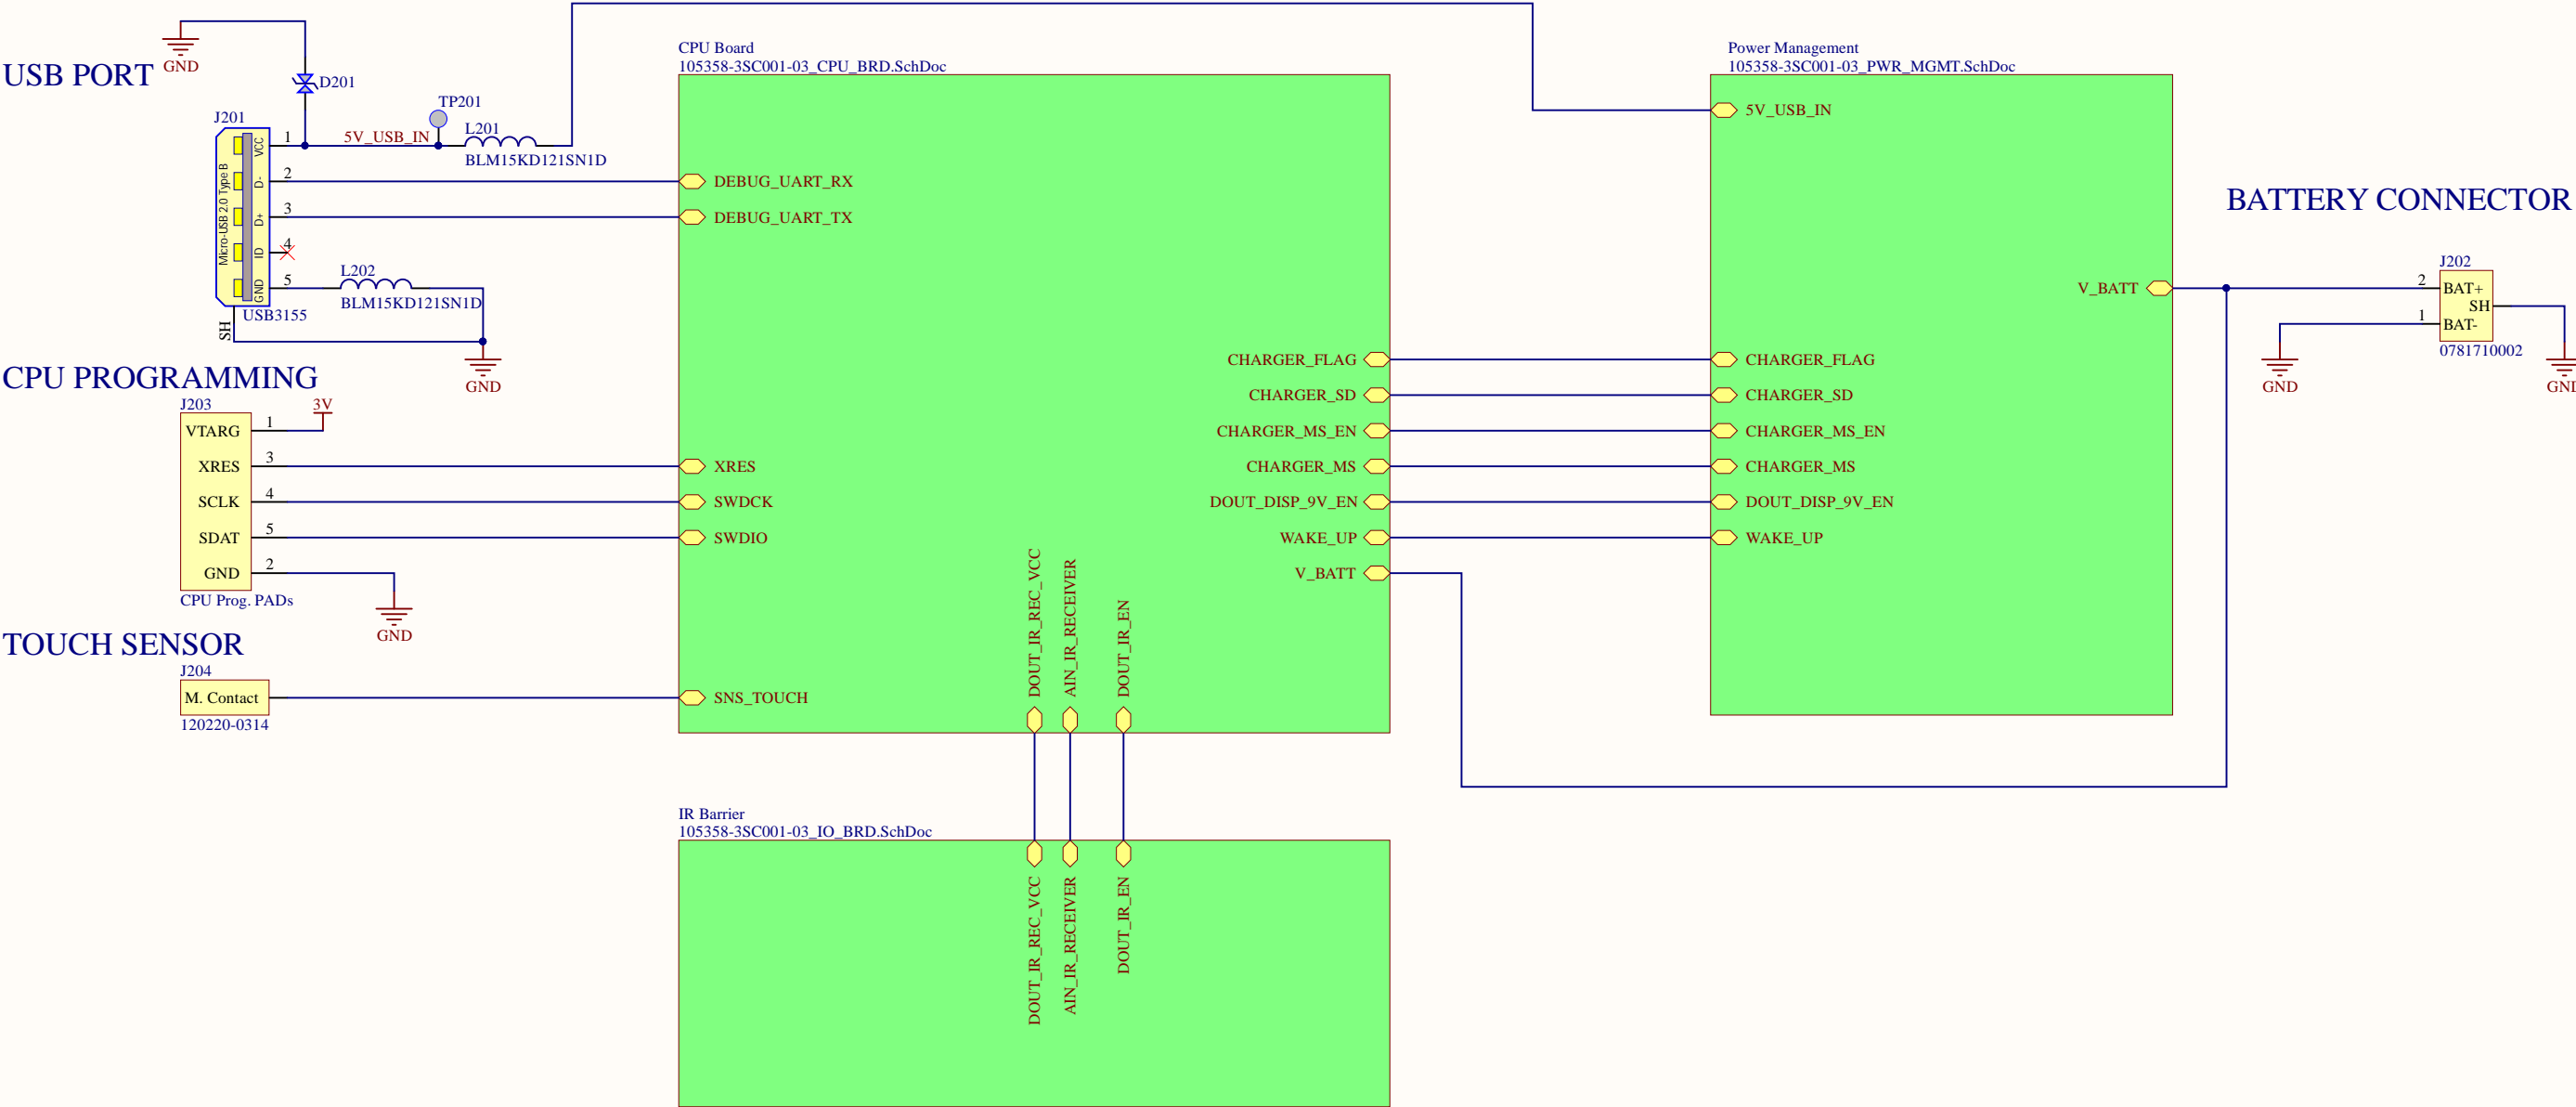 USB PORT
GND
D201
TP201
J201
1
5V_USB_IN
L201
BLM15KD121SN1D
Micro-USB 2.0 Type B
VCC
D-
D+
ID
GND
2
3
4
5
L202
BLM15KD121SN1D
USB3155
SH
GND
CPU PROGRAMMING
J203
3V
VTARG 1
XRES 3
SCLK 4
SDAT 5
GND 2
CPU Prog. PADs
GND
TOUCH SENSOR
J204
M. Contact
120220-0314
CPU Board
105358-3SC001-03_CPU_BRD.SchDoc
DEBUG_UART_RX
DEBUG_UART_TX
XRES
SWDCK
SWDIO
SNS_TOUCH
CHARGER_FLAG
CHARGER_SD
CHARGER_MS_EN
CHARGER_MS
DOUT_DISP_9V_EN
WAKE_UP
V_BATT
DOUT_IR_REC_VCC
AIN_IR_RECEIVER
DOUT_IR_EN
IR Barrier
105358-3SC001-03_IO_BRD.SchDoc
DOUT_IR_REC_VCC
AIN_IR_RECEIVER
DOUT_IR_EN
Power Management
105358-3SC001-03_PWR_MGMT.SchDoc
5V_USB_IN
V_BATT
CHARGER_FLAG
CHARGER_SD
CHARGER_MS_EN
CHARGER_MS
DOUT_DISP_9V_EN
WAKE_UP
BATTERY CONNECTOR
J202
2 BAT+
SH
1 BAT-
0781710002
GND
GND